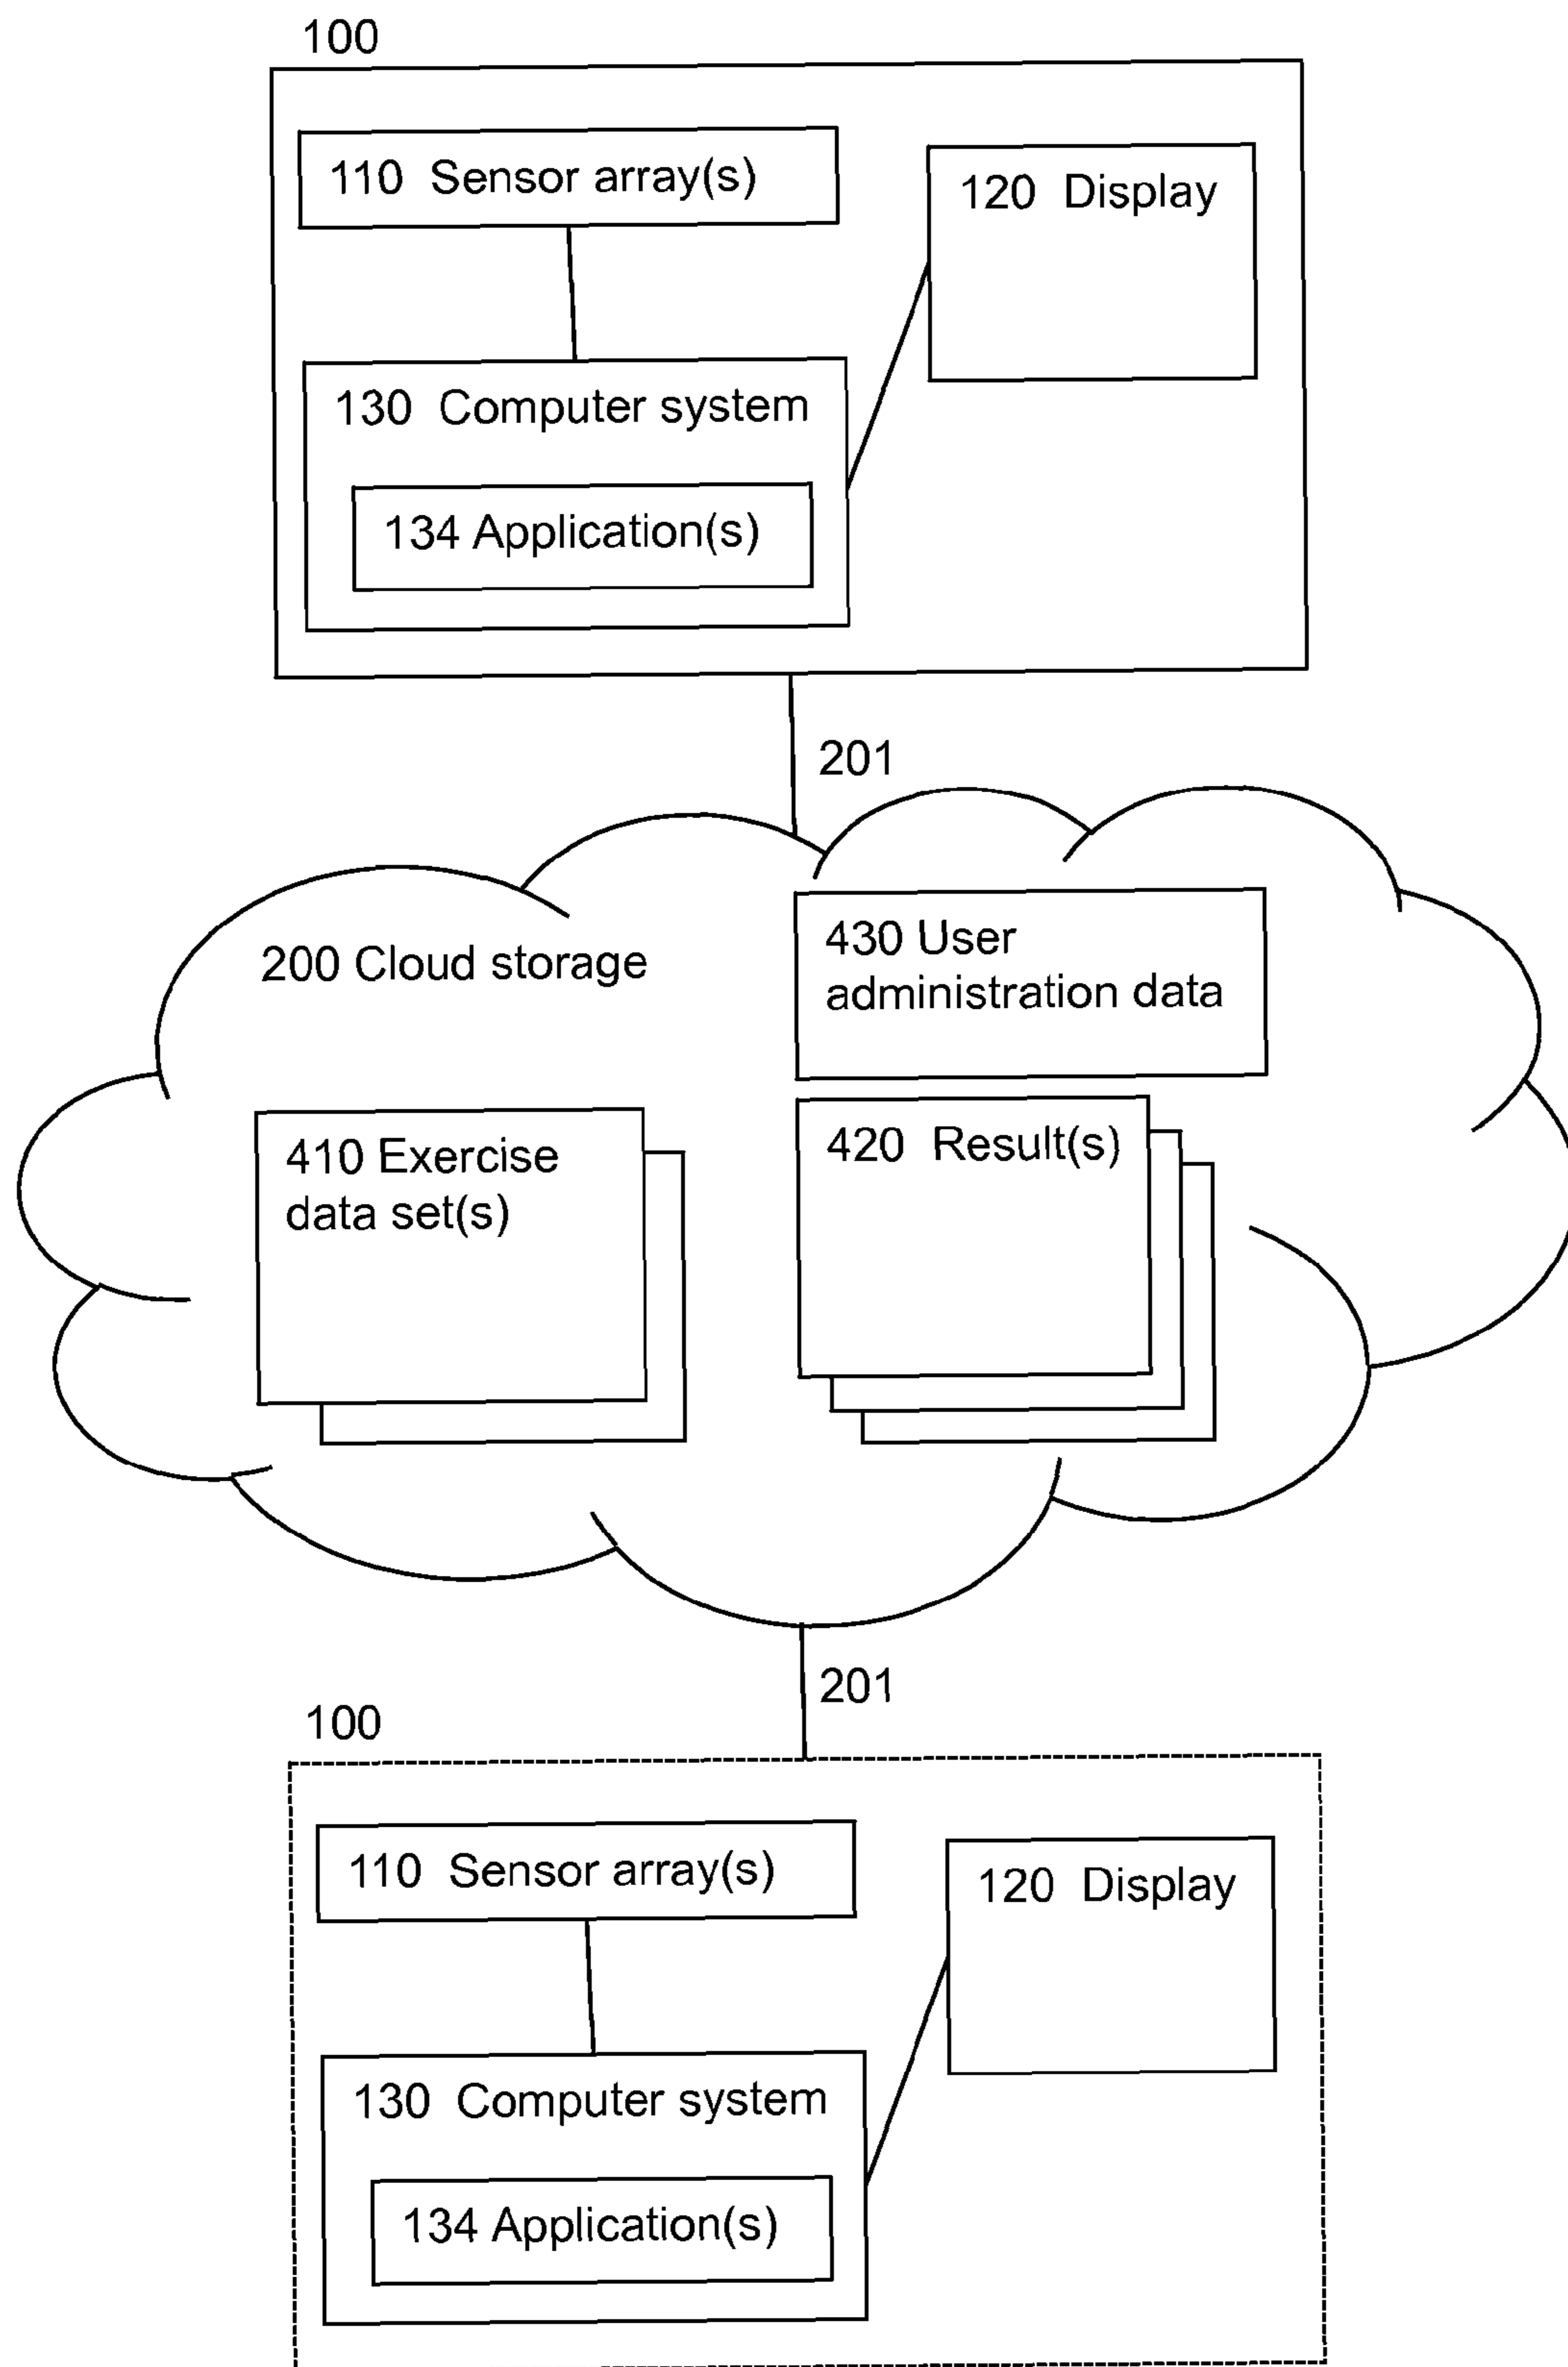 100
110 Sensor array(s)
120 Display
130 Computer system
134 Application(s)
201
430 User
administration data
200 Cloud storage
410 Exercise
data set(s)
420 Result(s)
201
100
110 Sensor array(s)
120 Display
130 Computer system
134 Application(s)